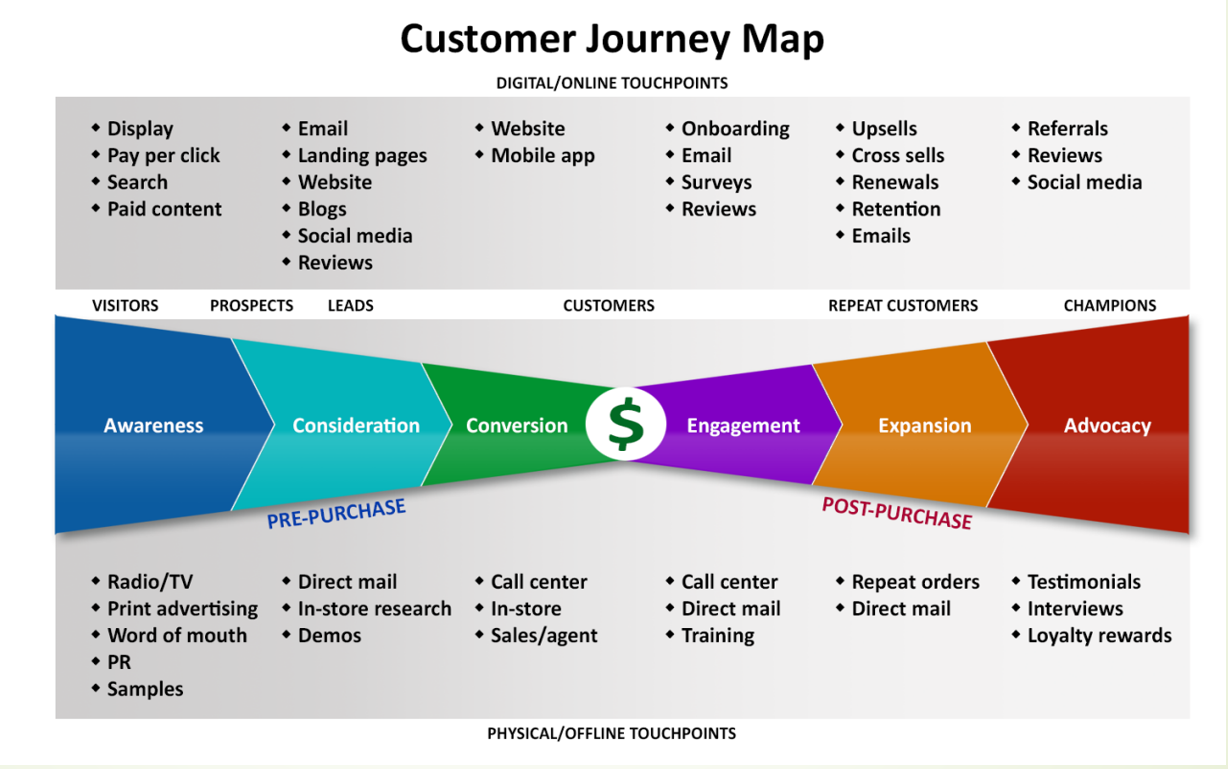 Customer Journey Map
DIGITAL/ONLINE TOUCHPOINTS
◆ Display
◆ Pay per click
◆ Search
◆ Paid content
◆ Email
◆ Landing pages
◆ Website
◆ Blogs
◆ Social media
◆ Reviews
◆ Website
◆ Mobile app
◆ Onboarding
◆ Email
◆ Surveys
◆ Reviews
◆ Upsells
◆ Cross sells
◆ Renewals
◆ Retention
◆ Emails
◆ Referrals
◆ Reviews
◆ Social media
VISITORS PROSPECTS LEADS CUSTOMERS REPEAT CUSTOMERS CHAMPIONS
Awareness Consideration Conversion $ Engagement Expansion Advocacy
PRE-PURCHASE POST-PURCHASE
◆ Radio/TV
◆ Print advertising
◆ Word of mouth
◆ PR
◆ Samples
◆ Direct mail
◆ In-store research
◆ Demos
◆ Call center
◆ In-store
◆ Sales/agent
◆ Call center
◆ Direct mail
◆ Training
◆ Repeat orders
◆ Direct mail
◆ Testimonials
◆ Interviews
◆ Loyalty rewards
PHYSICAL/OFFLINE TOUCHPOINTS